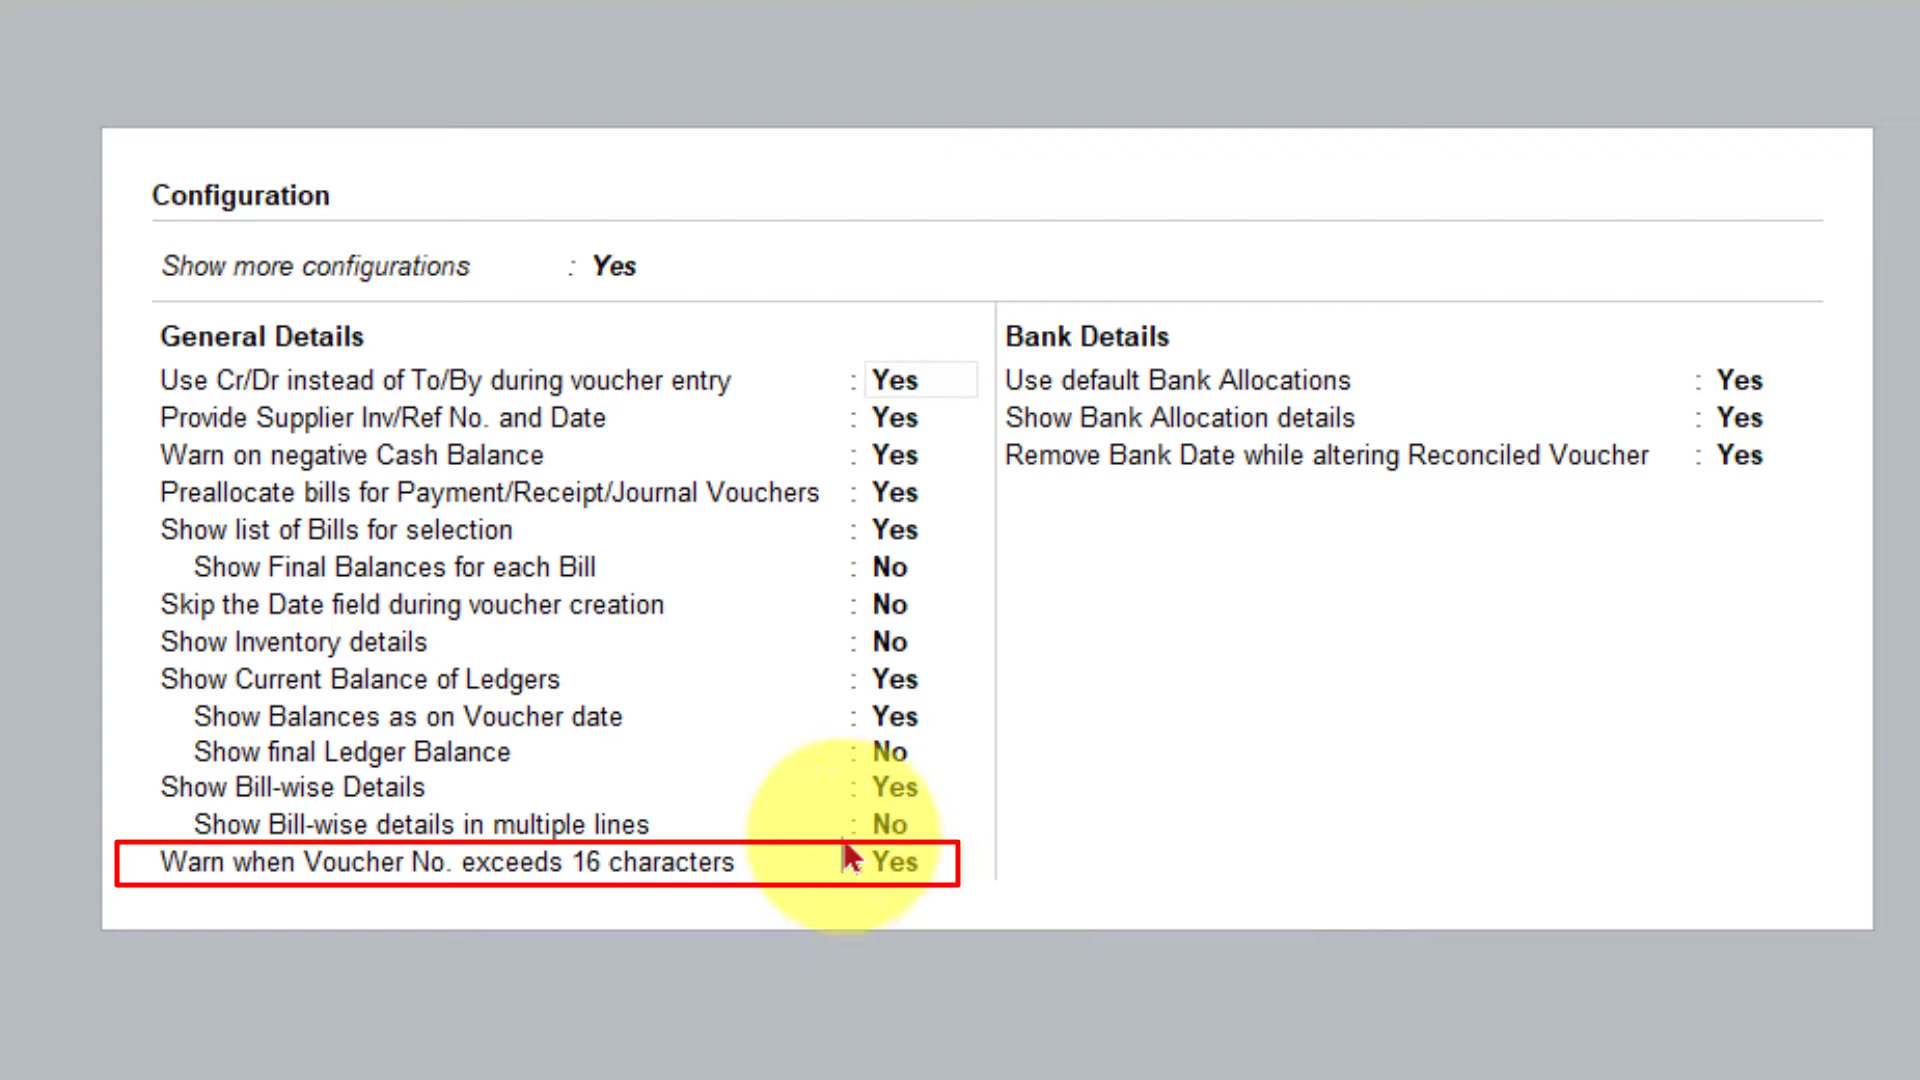 Configuration
Show more configurations : Yes
General Details
Use Cr/Dr instead of To/By during voucher entry : Yes
Provide Supplier Inv/Ref No. and Date : Yes
Warn on negative Cash Balance : Yes
Preallocate bills for Payment/Receipt/Journal Vouchers : Yes
Show list of Bills for selection : Yes
Show Final Balances for each Bill : No
Skip the Date field during voucher creation : No
Show Inventory details : No
Show Current Balance of Ledgers : Yes
Show Balances as on Voucher date : Yes
Show final Ledger Balance : No
Show Bill-wise Details : Yes
Show Bill-wise details in multiple lines : No
Warn when Voucher No. exceeds 16 characters Yes
Bank Details
Use default Bank Allocations : Yes
Show Bank Allocation details : Yes
Remove Bank Date while altering Reconciled Voucher : Yes